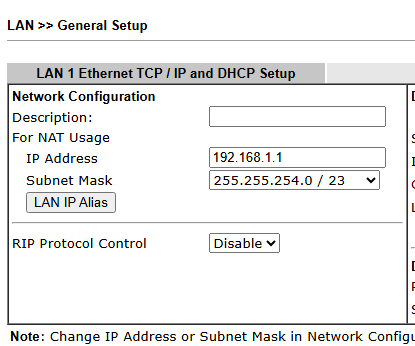 LAN >> General Setup
LAN 1 Ethernet TCP / IP and DHCP Setup
Network Configuration
Description:
For NAT Usage
IP Address 192.168.1.1
Subnet Mask 255.255.254.0 / 23
LAN IP Alias
RIP Protocol Control Disable
Note: Change IP Address or Subnet Mask in Network